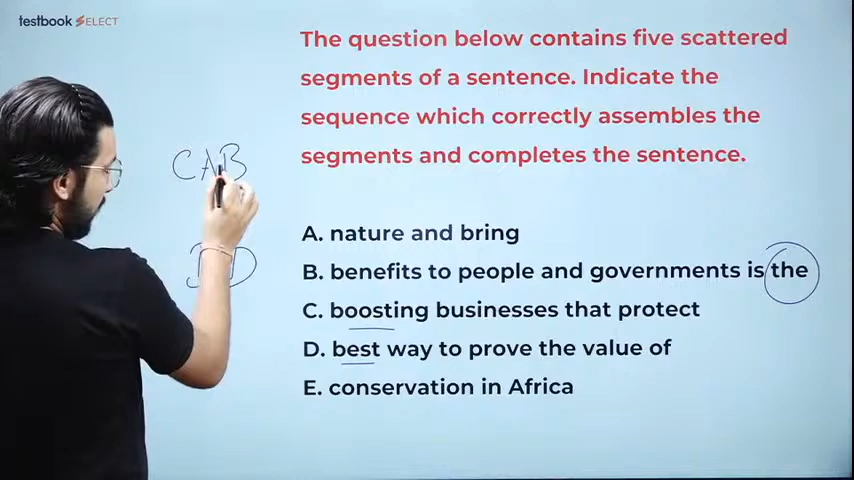 testbook SELECT
The question below contains five scattered
segments of a sentence. Indicate the
sequence which correctly assembles the
segments and completes the sentence.
CAB
A. nature and bring
B. benefits to people and governments is the
C. boosting businesses that protect
D. best way to prove the value of
E. conservation in Africa